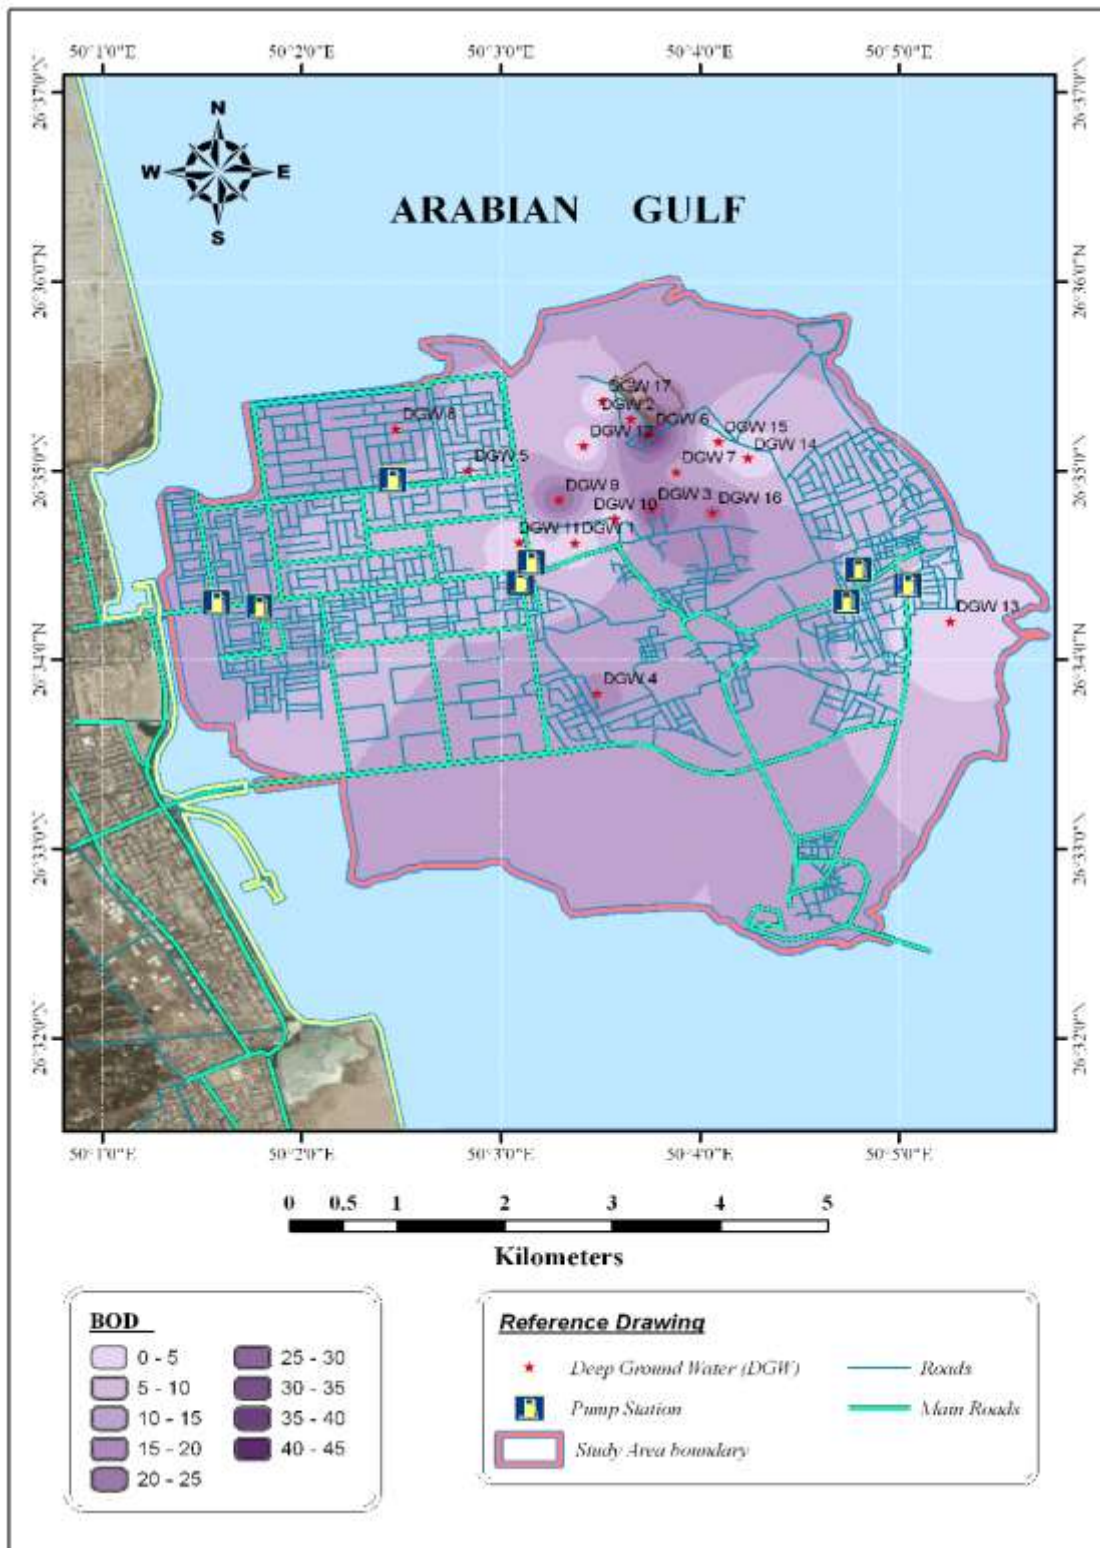 50°1'0"E 50°2'0"E 50°3'0"E 50°4'0"E 50°5'0"E
26°37'0"N 26°37'0"N
N
W E
S
ARABIAN GULF
26°36'0"N 26°36'0"N
DGW 17
DGW 2
DGW 8 DGW 6
DGW 12 DGW 15
DGW 14
DGW 5 DGW 7
26°35'0"N 26°35'0"N
DGW 9 DGW 3 DGW 16
DGW 10
DGW 11 DGW 1
DGW 13
26°34'0"N 26°34'0"N
DGW 4
26°33'0"N 26°33'0"N
26°32'0"N 26°32'0"N
50°1'0"E 50°2'0"E 50°3'0"E 50°4'0"E 50°5'0"E
0 0.5 1 2 3 4 5
Kilometers
BOD
0 - 5
5 - 10
10 - 15
15 - 20
20 - 25
25 - 30
30 - 35
35 - 40
40 - 45
Reference Drawing
Deep Ground Water (DGW)
Pump Station
Study Area boundary
Roads
Main Roads